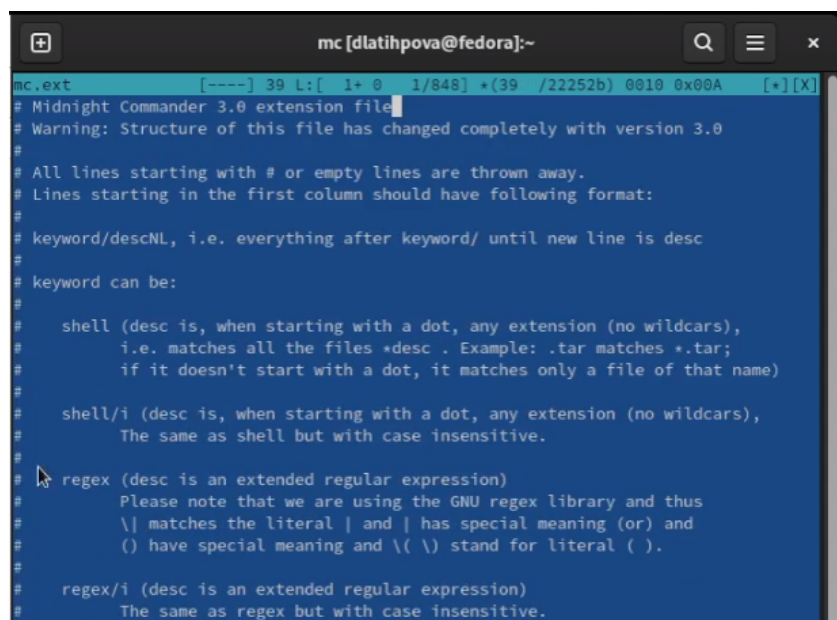 mc [dlatihpova@fedora]:~
mc.ext [----] 39 L:[ 1+ 0 1/848] *(39 /22252b) 0010 0x00A [*][X]
# Midnight Commander 3.0 extension file
# Warning: Structure of this file has changed completely with version 3.0
#
# All lines starting with # or empty lines are thrown away.
# Lines starting in the first column should have following format:
#
# keyword/descNL, i.e. everything after keyword/ until new line is desc
#
# keyword can be:
#
#    shell (desc is, when starting with a dot, any extension (no wildcars),
#          i.e. matches all the files *desc . Example: .tar matches *.tar;
#          if it doesn't start with a dot, it matches only a file of that name)
#
#    shell/i (desc is, when starting with a dot, any extension (no wildcars),
#          The same as shell but with case insensitive.
#
#    regex (desc is an extended regular expression)
#          Please note that we are using the GNU regex library and thus
#          \| matches the literal | and | has special meaning (or) and
#          () have special meaning and \( \) stand for literal ( ).
#
#    regex/i (desc is an extended regular expression)
#          The same as regex but with case insensitive.